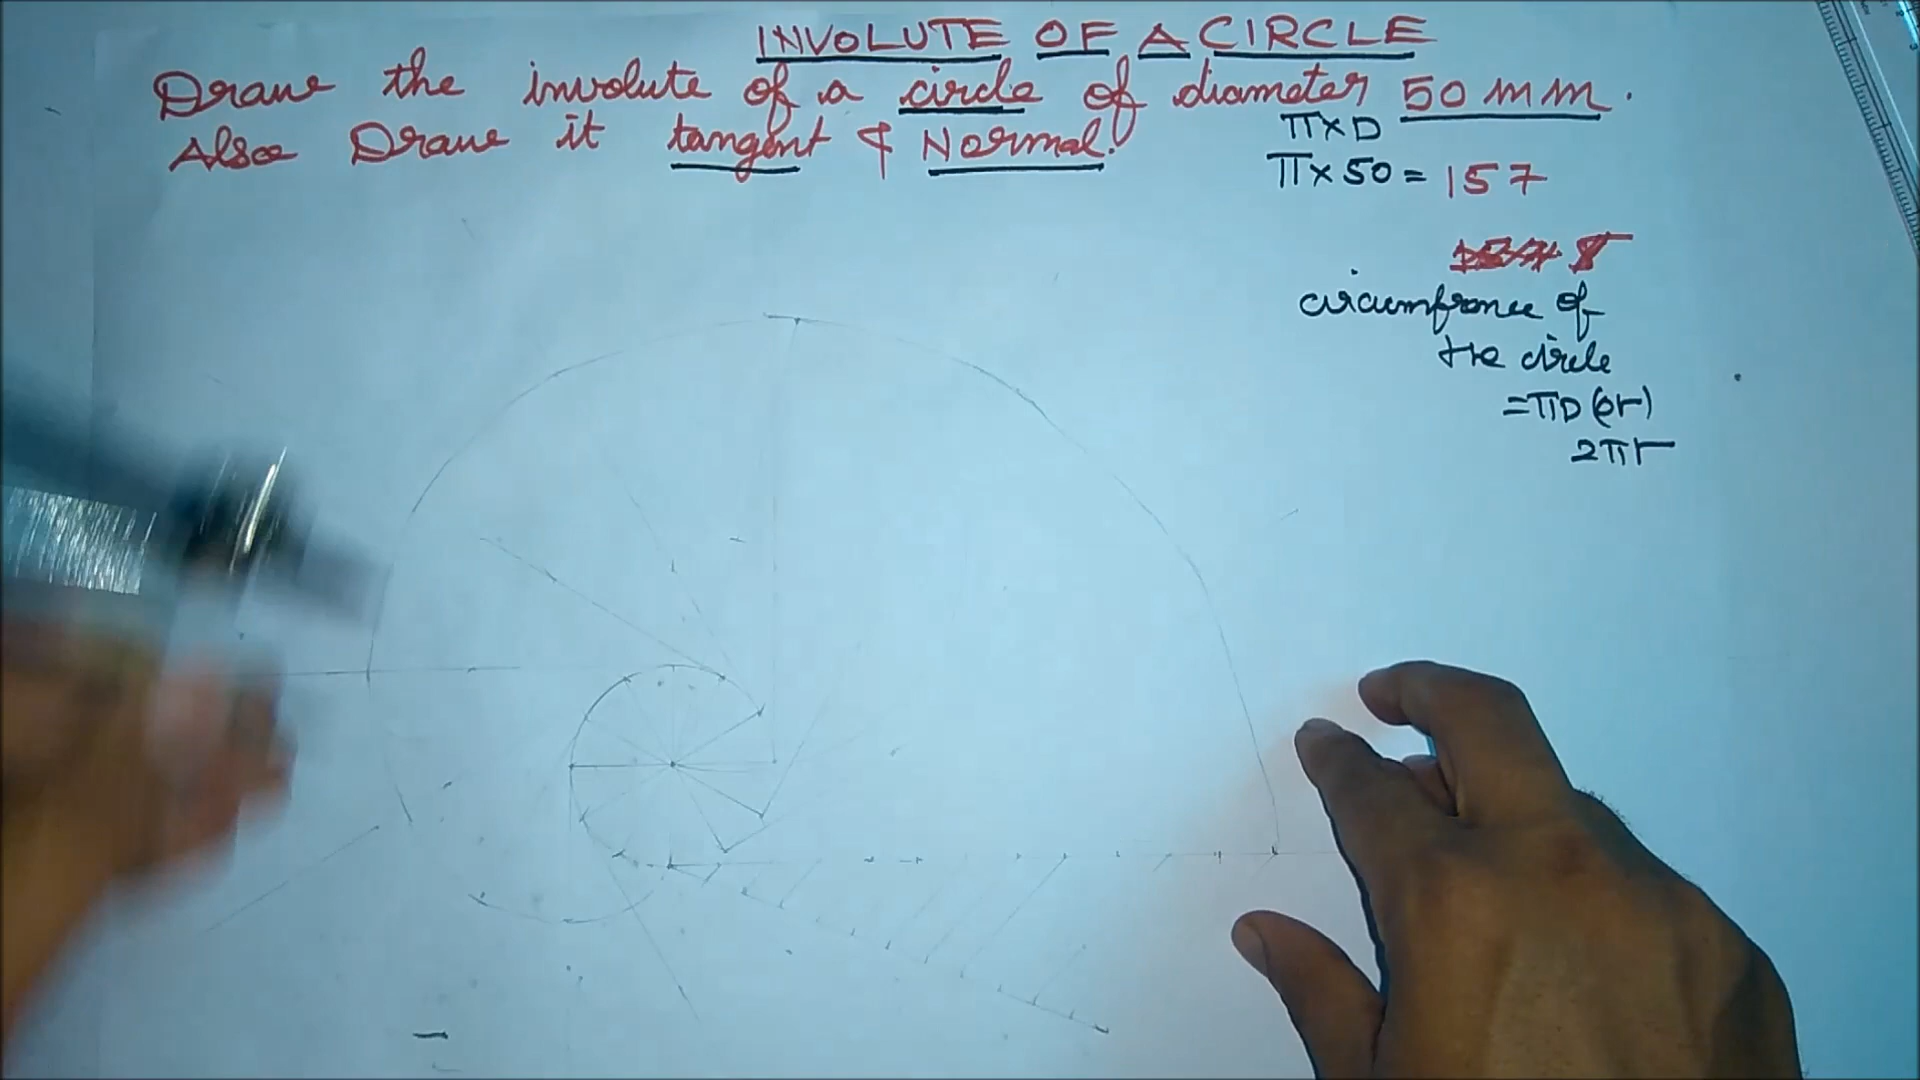 INVOLUTE OF A CIRCLE
Draw the involute of a circle of diameter 50 mm.
Also Draw it tangent & Normal.
π×D
π×50 = 157
circumfrance of
the circle
=πD (or)
2πr